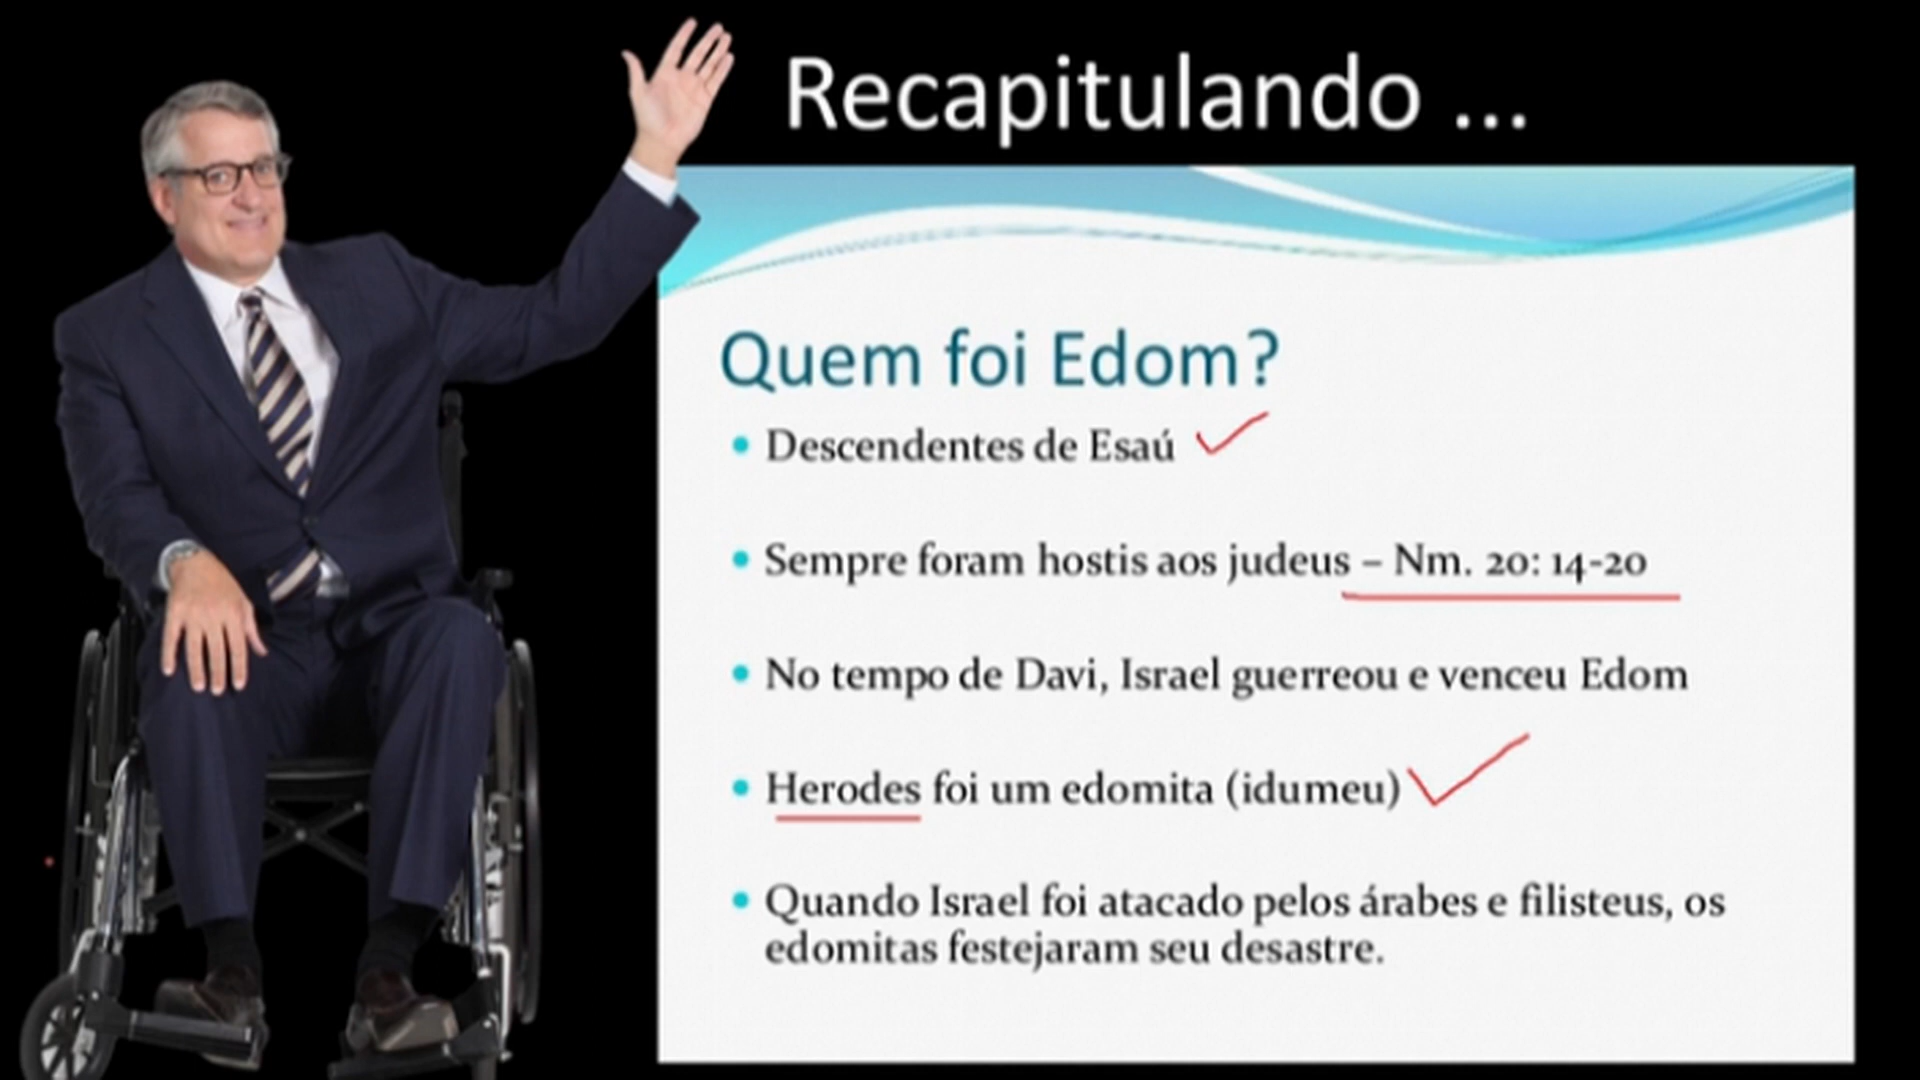 Recapitulando ...
Quem foi Edom?
• Descendentes de Esaú
• Sempre foram hostis aos judeus – Nm. 20: 14-20
• No tempo de Davi, Israel guerreou e venceu Edom
• Herodes foi um edomita (idumeu)
• Quando Israel foi atacado pelos árabes e filisteus, os
edomitas festejaram seu desastre.